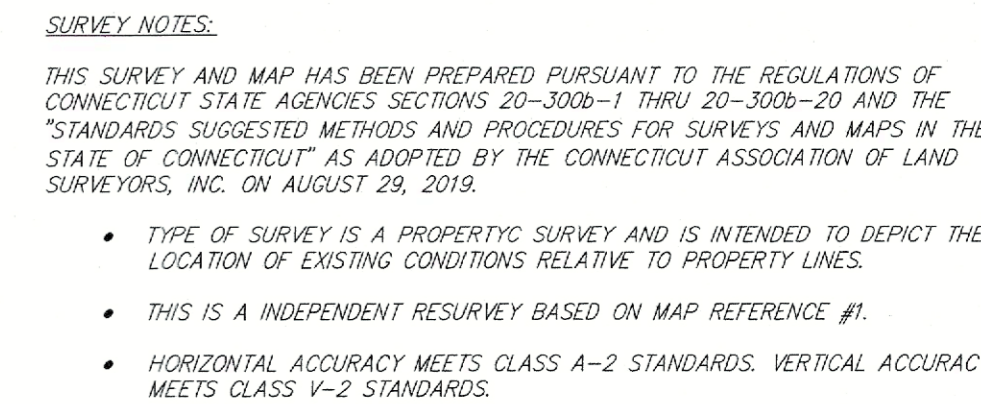 SURVEY NOTES:
THIS SURVEY AND MAP HAS BEEN PREPARED PURSUANT TO THE REGULATIONS OF
CONNECTICUT STATE AGENCIES SECTIONS 20-300b-1 THRU 20-300b-20 AND THE
"STANDARDS SUGGESTED METHODS AND PROCEDURES FOR SURVEYS AND MAPS IN THE
STATE OF CONNECTICUT" AS ADOPTED BY THE CONNECTICUT ASSOCIATION OF LAND
SURVEYORS, INC. ON AUGUST 29, 2019.
• TYPE OF SURVEY IS A PROPERTYC SURVEY AND IS INTENDED TO DEPICT THE
LOCATION OF EXISTING CONDITIONS RELATIVE TO PROPERTY LINES.
• THIS IS A INDEPENDENT RESURVEY BASED ON MAP REFERENCE #1.
• HORIZONTAL ACCURACY MEETS CLASS A-2 STANDARDS. VERTICAL ACCURAC
MEETS CLASS V-2 STANDARDS.